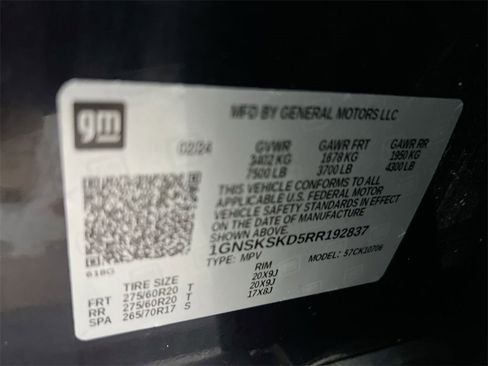 gm
MFD BY GENERAL MOTORS LLC
02/24 GVWR GAWR FRT GAWR RR
3402 KG 1678 KG 1950 KG
7500 LB 3700 LB 4300 LB
THIS VEHICLE CONFORMS TO ALL
APPLICABLE U.S. FEDERAL MOTOR
VEHICLE SAFETY STANDARDS IN EFFECT
ON THE DATE OF MANUFACTURE
SHOWN ABOVE.
1GNSKSKD5RR192837
618G TYPE: MPV MODEL: 57CK10706
TIRE SIZE RIM
FRT 275/60R20 T 20X9J
RR 275/60R20 T 20X9J
SPA 265/70R17 S 17X8J